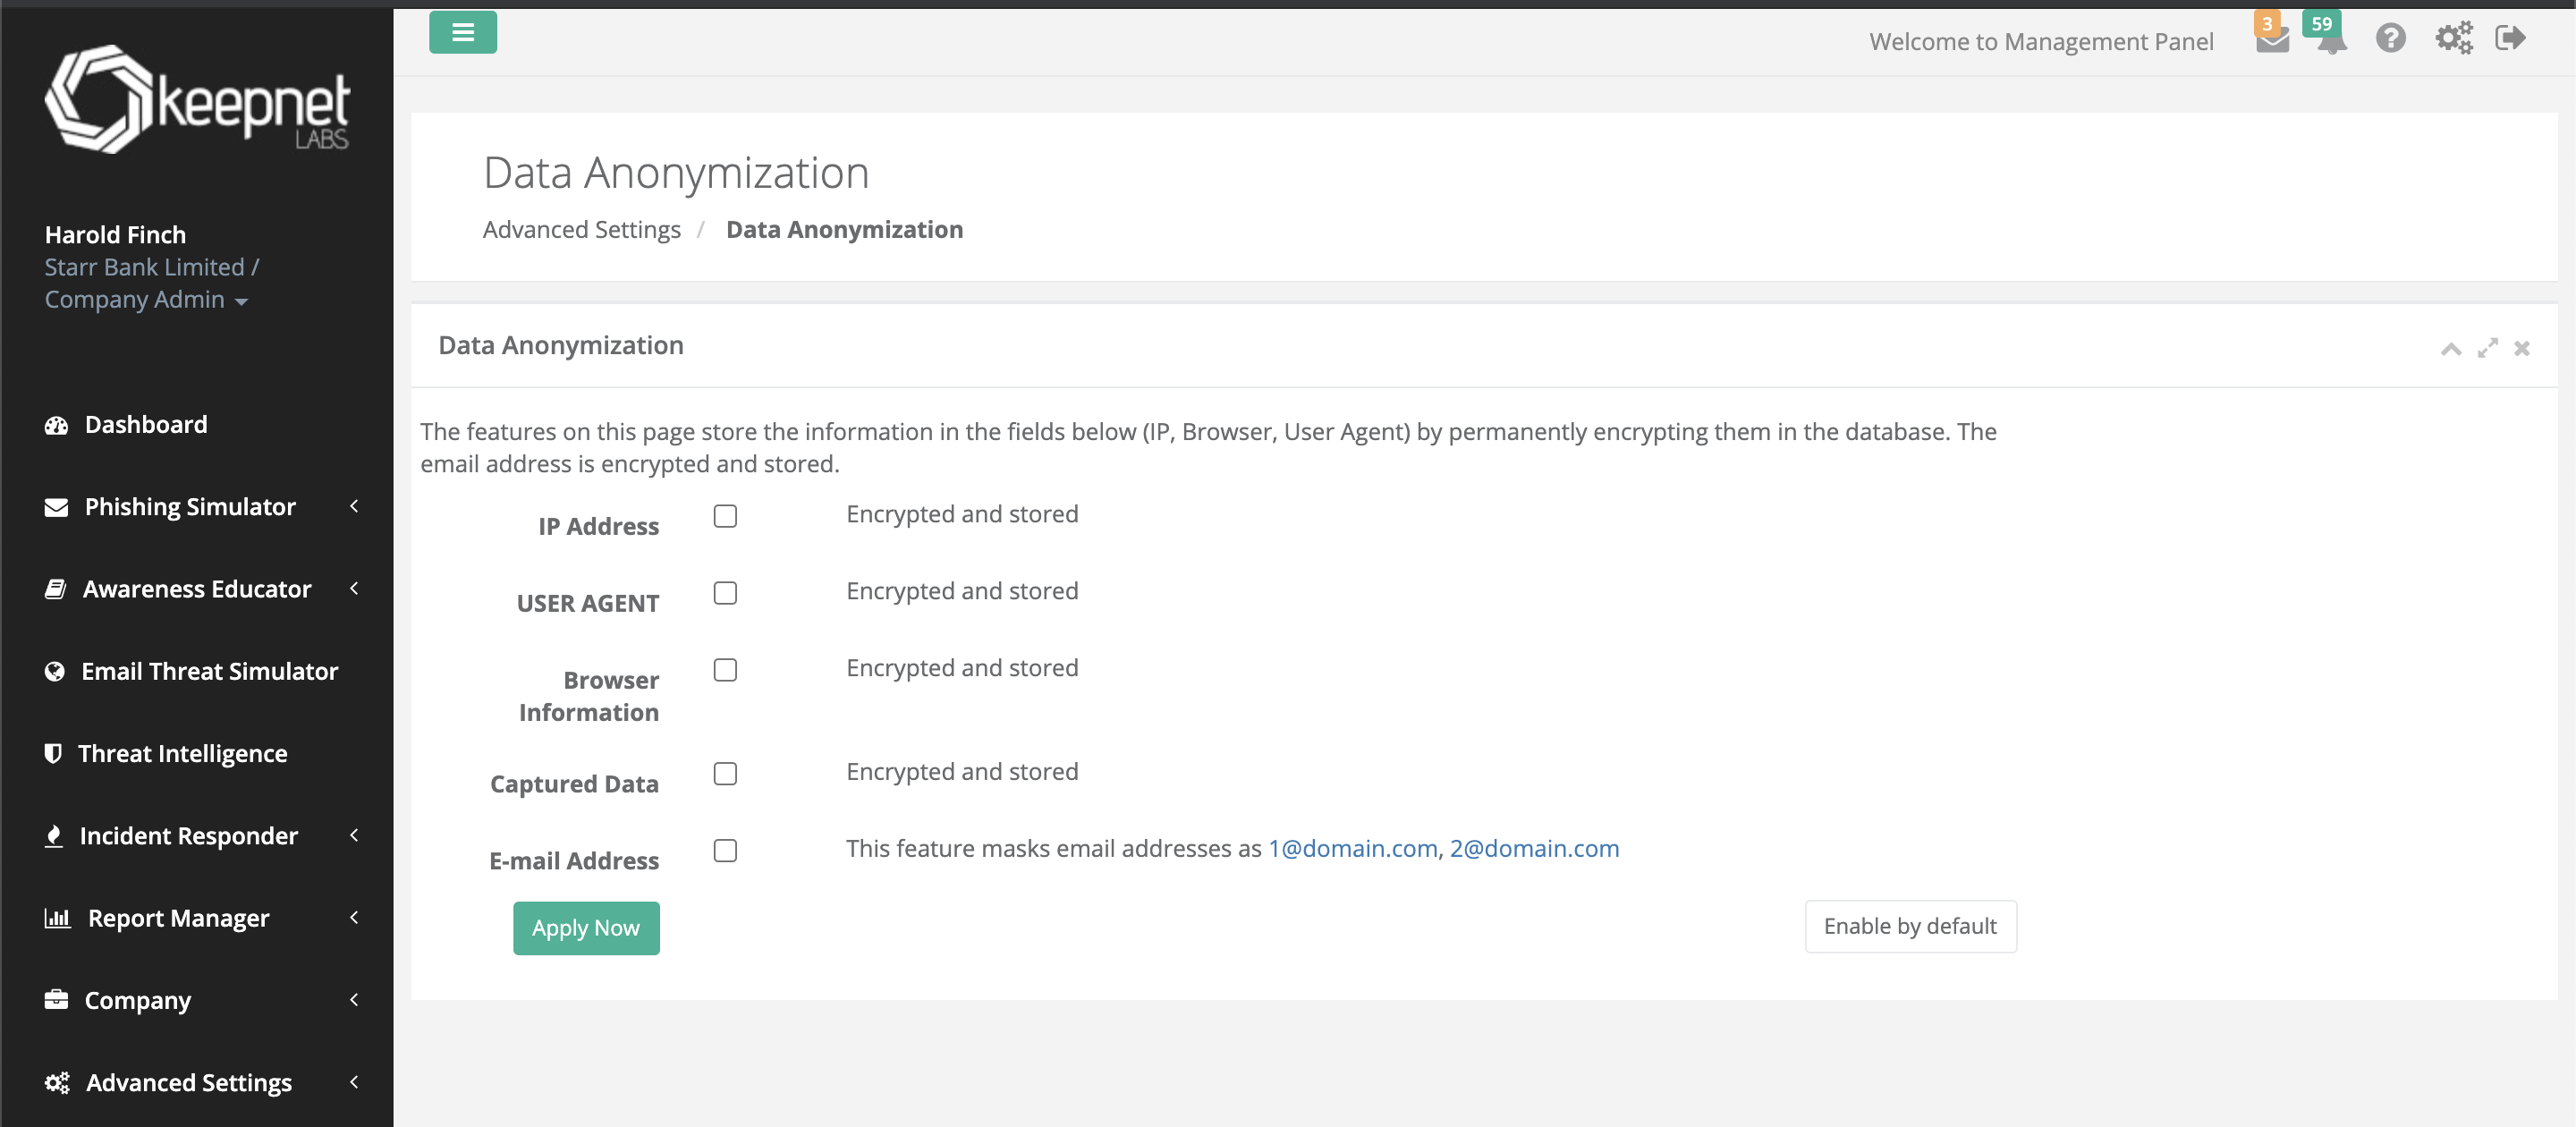 keepnet
LABS
Harold Finch
Starr Bank Limited /
Company Admin
Dashboard
Phishing Simulator
Awareness Educator
Email Threat Simulator
Threat Intelligence
Incident Responder
Report Manager
Company
Advanced Settings
Welcome to Management Panel
3
59
Data Anonymization
Advanced Settings / Data Anonymization
Data Anonymization
The features on this page store the information in the fields below (IP, Browser, User Agent) by permanently encrypting them in the database. The
email address is encrypted and stored.
IP Address Encrypted and stored
USER AGENT Encrypted and stored
Browser Encrypted and stored
Information
Captured Data Encrypted and stored
E-mail Address This feature masks email addresses as 1@domain.com, 2@domain.com
Apply Now Enable by default